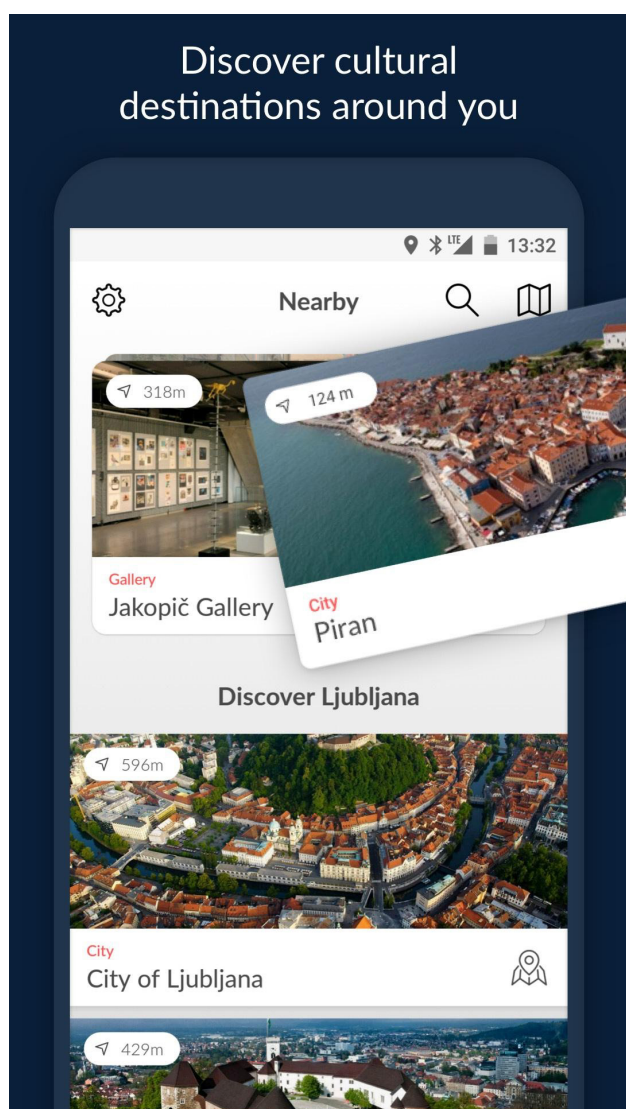 Discover cultural
destinations around you
LTE
13:32
Nearby
318m
124 m
Gallery
Jakopič Gallery
City
Piran
Discover Ljubljana
596m
City
City of Ljubljana
429m